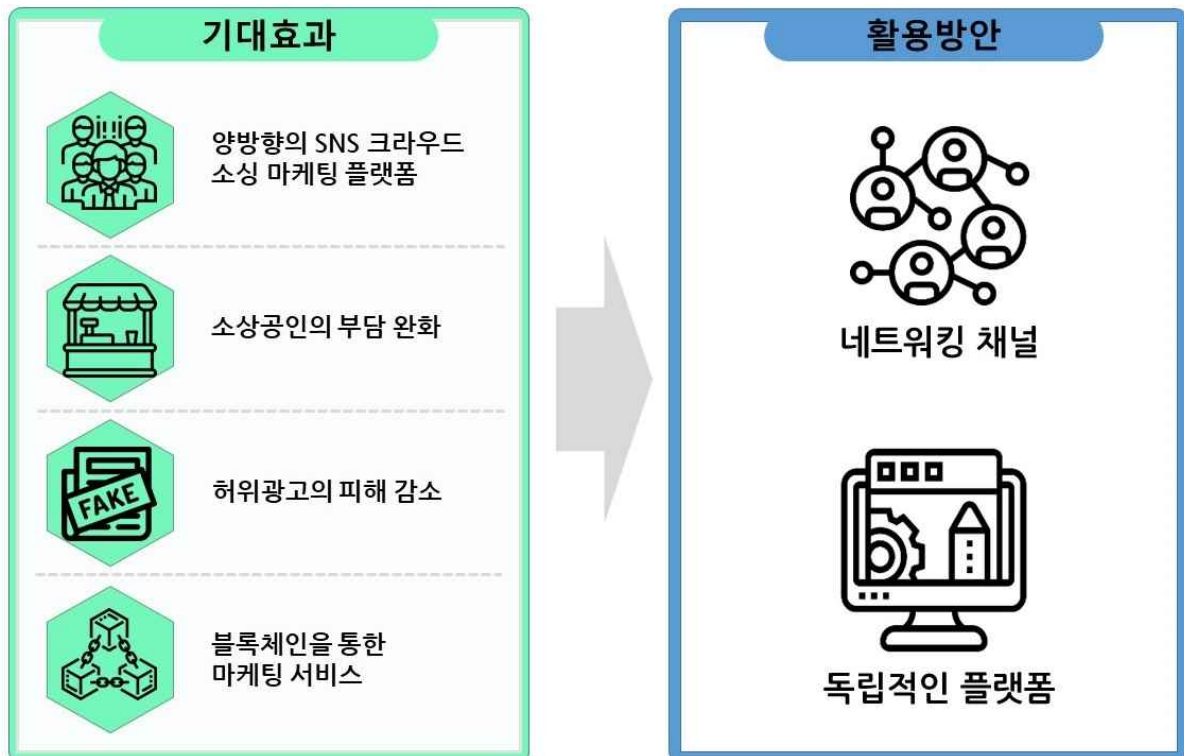 기대효과
양방향의 SNS 크라우드
소싱 마케팅 플랫폼
소상공인의 부담 완화
FAKE
허위광고의 피해 감소
블록체인을 통한
마케팅 서비스
활용방안
네트워킹 채널
독립적인 플랫폼